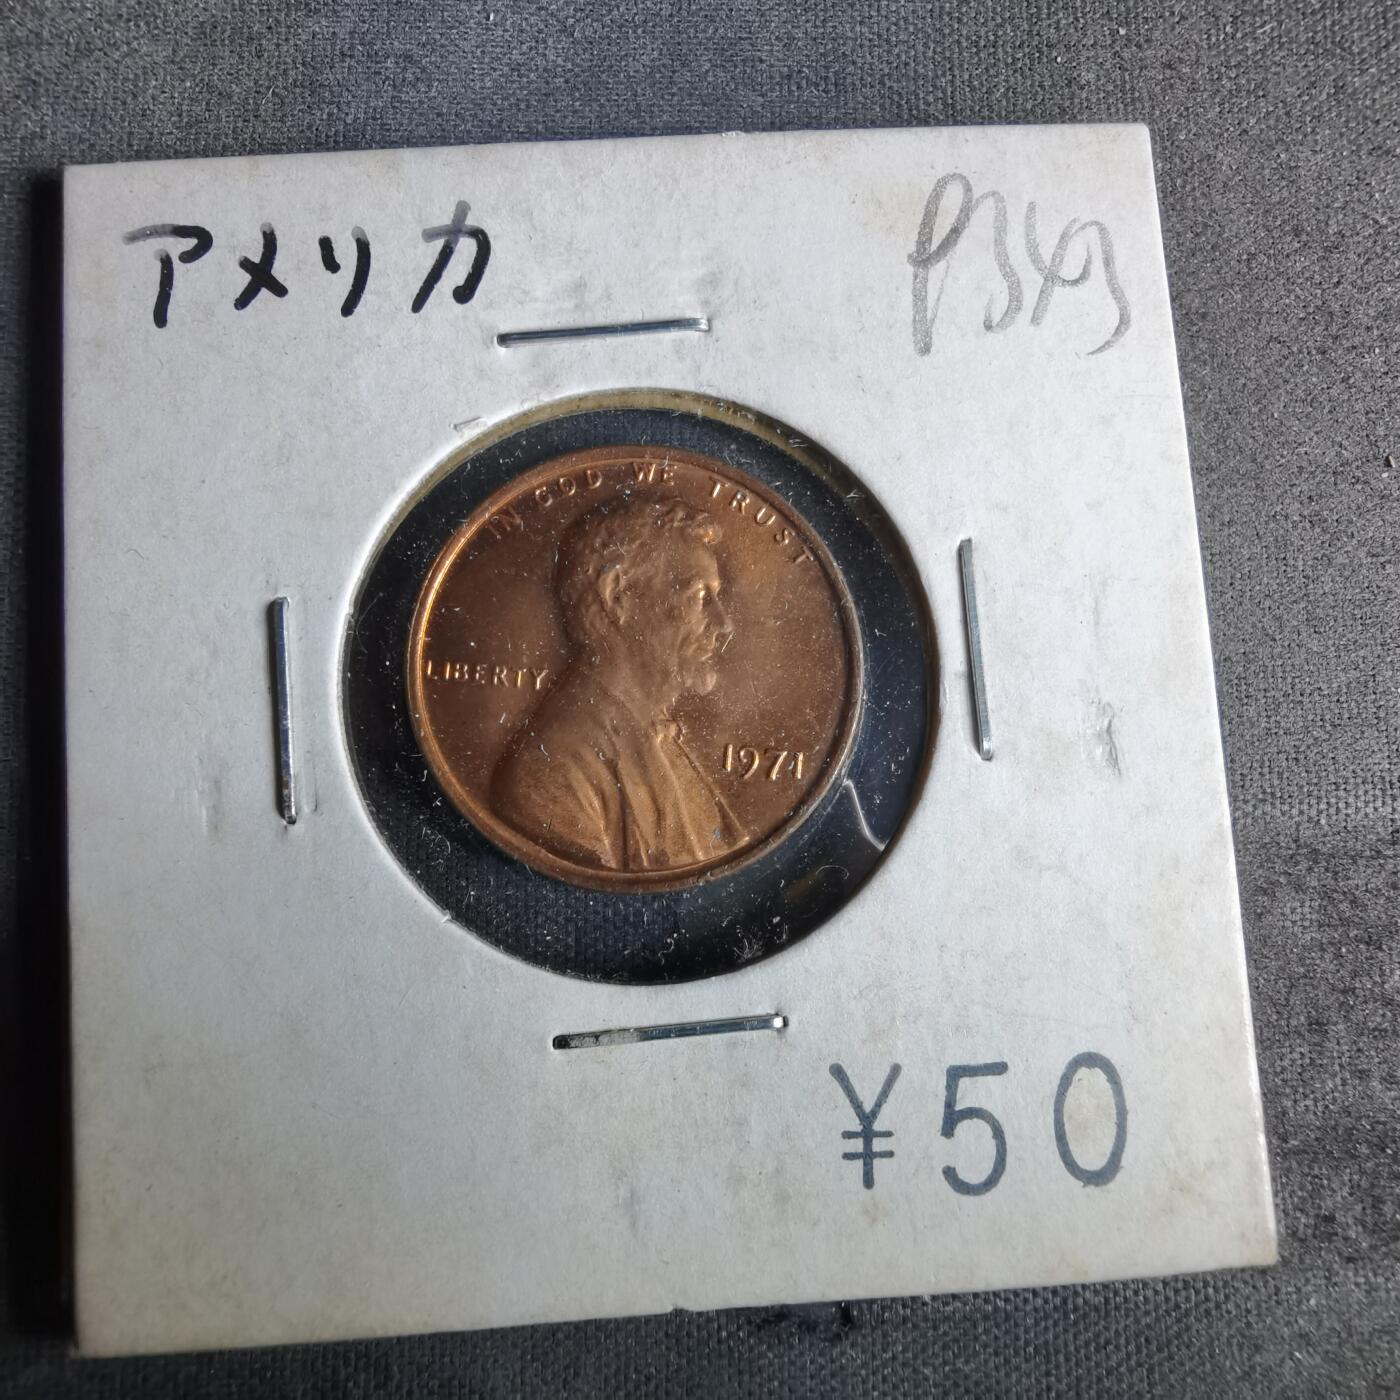 アメリカ
IN GOD WE TRUST
LIBERTY
1971
¥50